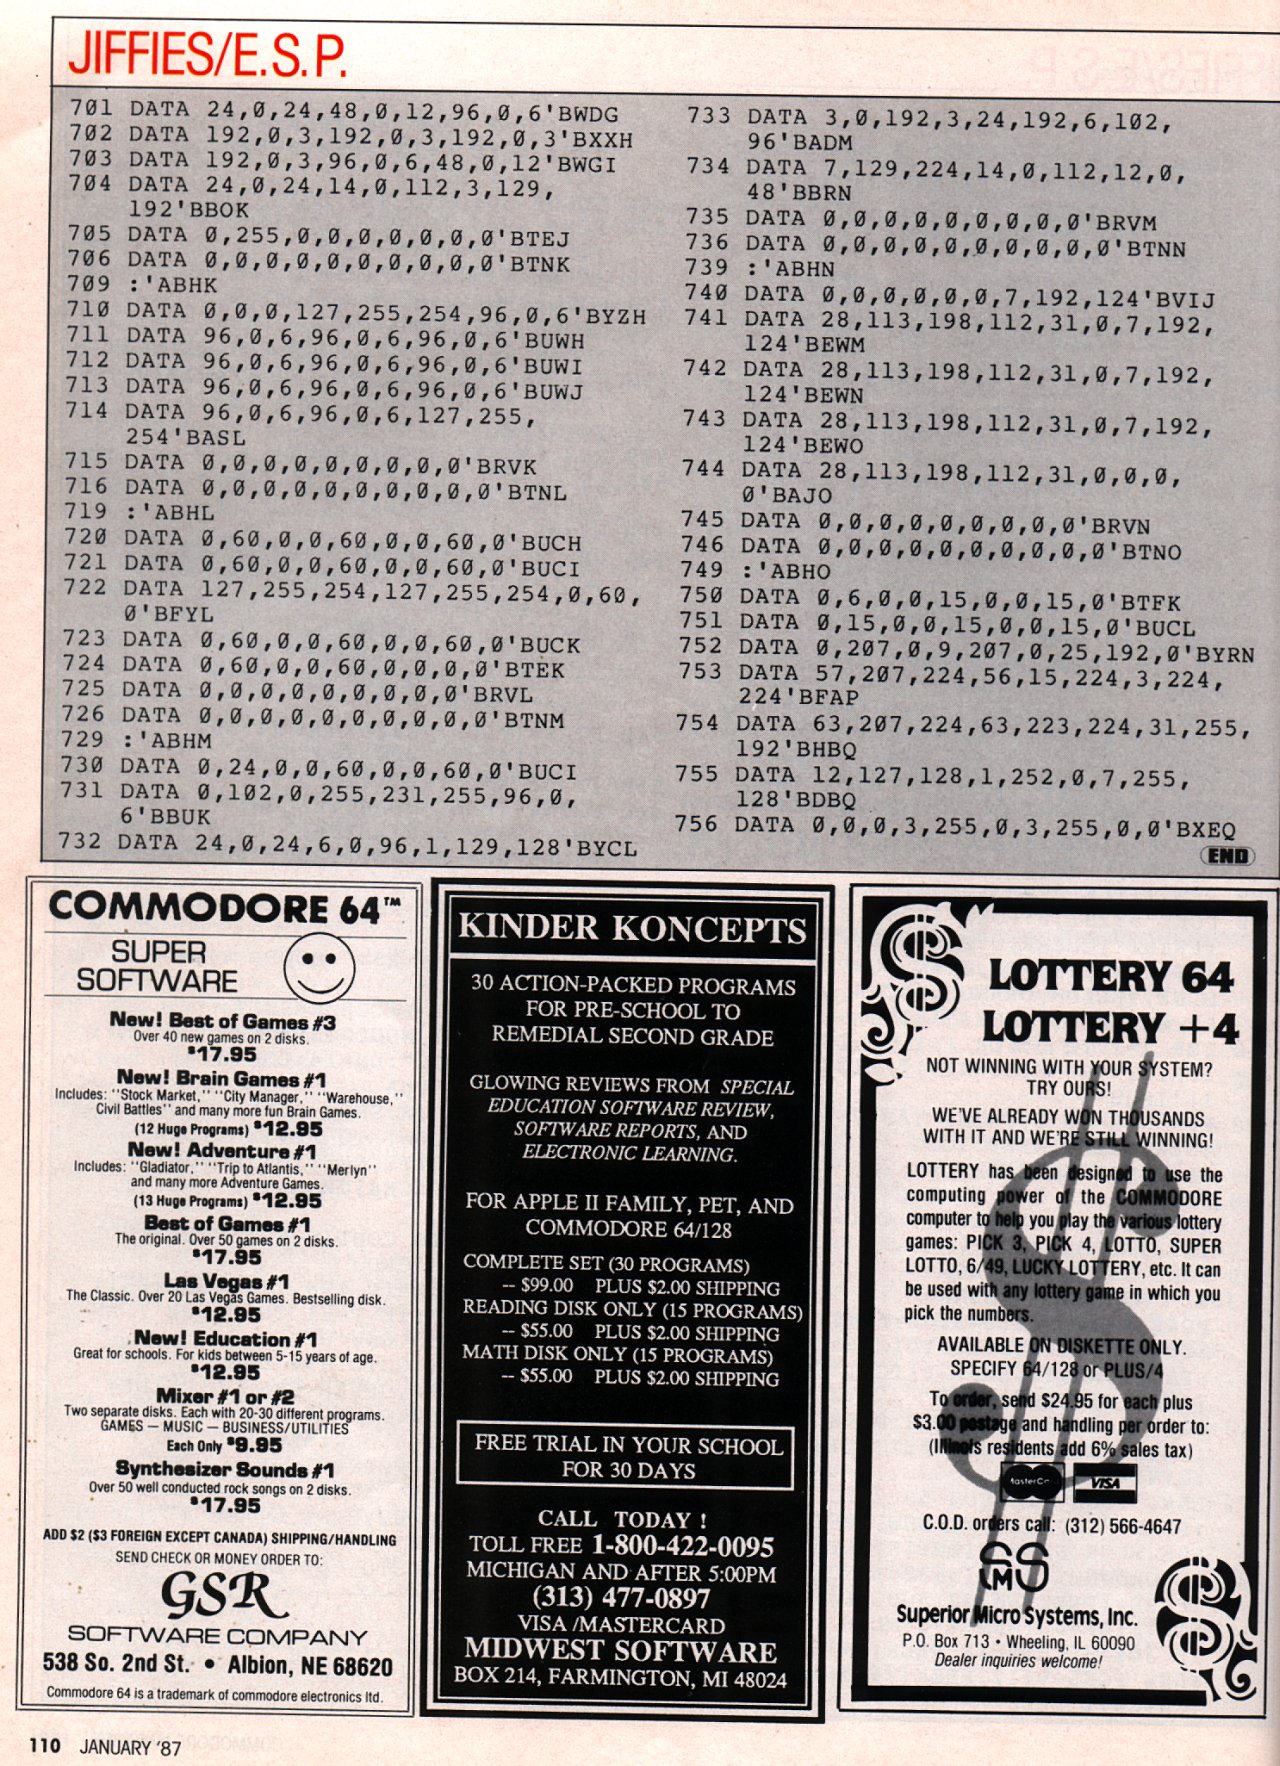 JIFFIES/E.S.P.
701 DATA 24,0,24,48,0,12,96,0,6'BWDG
702 DATA 192,0,3,192,0,3,192,0,3'BXXH
703 DATA 192,0,3,96,0,6,48,0,12'BWGI
704 DATA 24,0,24,14,0,112,3,129,
192'BBOK
705 DATA 0,255,0,0,0,0,0,0,0'BTEJ
706 DATA 0,0,0,0,0,0,0,0,0,0'BTNK
709 :'ABHK
710 DATA 0,0,0,127,255,254,96,0,6'BYZH
711 DATA 96,0,6,96,0,6,96,0,6'BUWH
712 DATA 96,0,6,96,0,6,96,0,6'BUWI
713 DATA 96,0,6,96,0,6,96,0,6'BUWJ
714 DATA 96,0,6,96,0,6,127,255,
254'BASL
715 DATA 0,0,0,0,0,0,0,0,0'BRVK
716 DATA 0,0,0,0,0,0,0,0,0,0'BTNL
719 :'ABHL
720 DATA 0,60,0,0,60,0,0,60,0'BUCH
721 DATA 0,60,0,0,60,0,0,60,0'BUCI
722 DATA 127,255,254,127,255,254,0,60,
0'BFYL
723 DATA 0,60,0,0,60,0,0,60,0'BUCK
724 DATA 0,60,0,0,60,0,0,0,0'BTEK
725 DATA 0,0,0,0,0,0,0,0,0'BRVL
726 DATA 0,0,0,0,0,0,0,0,0,0'BTNM
729 :'ABHM
730 DATA 0,24,0,0,60,0,0,60,0'BUCI
731 DATA 0,102,0,255,231,255,96,0,
6'BBUK
732 DATA 24,0,24,6,0,96,1,129,128'BYCL
733 DATA 3,0,192,3,24,192,6,102,
96'BADM
734 DATA 7,129,224,14,0,112,12,0,
48'BBRN
735 DATA 0,0,0,0,0,0,0,0,0'BRVM
736 DATA 0,0,0,0,0,0,0,0,0,0'BTNN
739 :'ABHN
740 DATA 0,0,0,0,0,0,7,192,124'BVIJ
741 DATA 28,113,198,112,31,0,7,192,
124'BEWM
742 DATA 28,113,198,112,31,0,7,192,
124'BEWN
743 DATA 28,113,198,112,31,0,7,192,
124'BEWO
744 DATA 28,113,198,112,31,0,0,0,
0'BAJO
745 DATA 0,0,0,0,0,0,0,0,0'BRVN
746 DATA 0,0,0,0,0,0,0,0,0,0'BTNO
749 :'ABHO
750 DATA 0,6,0,0,15,0,0,15,0'BTFK
751 DATA 0,15,0,0,15,0,0,15,0'BUCL
752 DATA 0,207,0,9,207,0,25,192,0'BYRN
753 DATA 57,207,224,56,15,224,3,224,
224'BFAP
754 DATA 63,207,224,63,223,224,31,255,
192'BHBQ
755 DATA 12,127,128,1,252,0,7,255,
128'BDBQ
756 DATA 0,0,0,3,255,0,3,255,0,0'BXEQ
END
COMMODORE 64™
SUPER
SOFTWARE
New! Best of Games #3
Over 40 new games on 2 disks.
$17.95
New! Brain Games #1
Includes: "Stock Market," "City Manager," "Warehouse,"
Civil Battles" and many more fun Brain Games.
(12 Huge Programs) $12.95
New! Adventure #1
Includes: "Gladiator," "Trip to Atlantis," "Merlyn"
and many more Adventure Games.
(13 Huge Programs) $12.95
Best of Games #1
The original. Over 50 games on 2 disks.
$17.95
Las Vegas #1
The Classic. Over 20 Las Vegas Games. Bestselling disk.
$12.95
New! Education #1
Great for schools. For kids between 5-15 years of age.
$12.95
Mixer #1 or #2
Two separate disks. Each with 20-30 different programs.
GAMES — MUSIC — BUSINESS/UTILITIES
Each Only $9.95
Synthesizer Sounds #1
Over 50 well conducted rock songs on 2 disks.
$17.95
ADD $2 ($3 FOREIGN EXCEPT CANADA) SHIPPING/HANDLING
SEND CHECK OR MONEY ORDER TO:
GSR
SOFTWARE COMPANY
538 So. 2nd St. • Albion, NE 68620
Commodore 64 is a trademark of commodore electronics ltd.
KINDER KONCEPTS
30 ACTION-PACKED PROGRAMS
FOR PRE-SCHOOL TO
REMEDIAL SECOND GRADE
GLOWING REVIEWS FROM SPECIAL
EDUCATION SOFTWARE REVIEW,
SOFTWARE REPORTS, AND
ELECTRONIC LEARNING.
FOR APPLE II FAMILY, PET, AND
COMMODORE 64/128
COMPLETE SET (30 PROGRAMS)
-- $99.00 PLUS $2.00 SHIPPING
READING DISK ONLY (15 PROGRAMS)
-- $55.00 PLUS $2.00 SHIPPING
MATH DISK ONLY (15 PROGRAMS)
-- $55.00 PLUS $2.00 SHIPPING
FREE TRIAL IN YOUR SCHOOL
FOR 30 DAYS
CALL TODAY !
TOLL FREE 1-800-422-0095
MICHIGAN AND AFTER 5:00PM
(313) 477-0897
VISA /MASTERCARD
MIDWEST SOFTWARE
BOX 214, FARMINGTON, MI 48024
LOTTERY 64
LOTTERY +4
NOT WINNING WITH YOUR SYSTEM?
TRY OURS!
WE'VE ALREADY WON THOUSANDS
WITH IT AND WE'RE STILL WINNING!
LOTTERY has been designed to use the
computing power of the COMMODORE
computer to help you play the various lottery
games: PICK 3, PICK 4, LOTTO, SUPER
LOTTO, 6/49, LUCKY LOTTERY, etc. It can
be used with any lottery game in which you
pick the numbers.
AVAILABLE ON DISKETTE ONLY.
SPECIFY 64/128 or PLUS/4
To order, send $24.95 for each plus
$3.00 postage and handling per order to:
(Illinois residents add 6% sales tax)
MasterCard VISA
C.O.D. orders call: (312) 566-4647
SMS
Superior Micro Systems, Inc.
P.O. Box 713 • Wheeling, IL 60090
Dealer inquiries welcome!
110 JANUARY '87